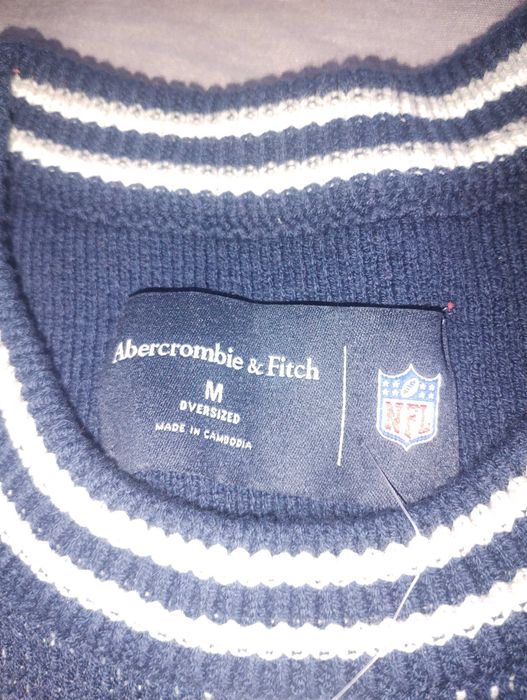 Abercrombie & Fitch
M
OVERSIZED
MADE IN CAMBODIA
NFL